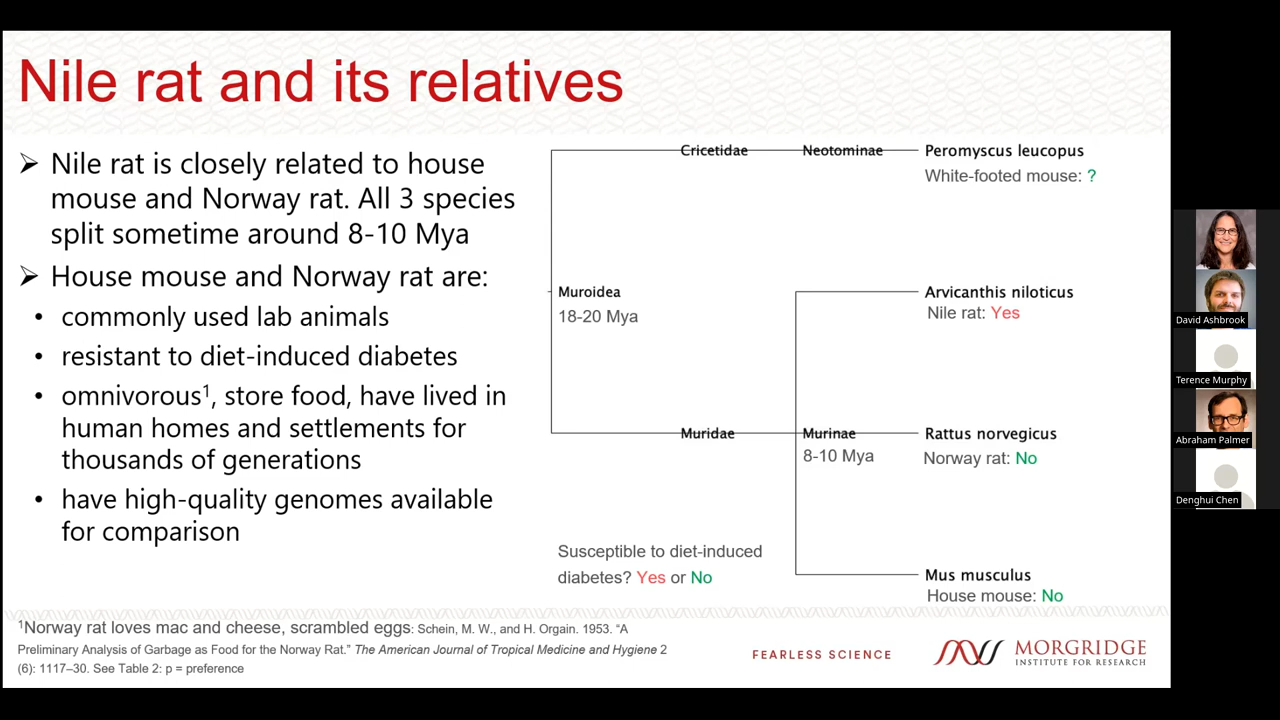 Nile rat and its relatives
➢ Nile rat is closely related to house
mouse and Norway rat. All 3 species
split sometime around 8-10 Mya
➢ House mouse and Norway rat are:
• commonly used lab animals
• resistant to diet-induced diabetes
• omnivorous¹, store food, have lived in
human homes and settlements for
thousands of generations
• have high-quality genomes available
for comparison
Cricetidae
Neotominae
Peromyscus leucopus
White-footed mouse: ?
Muroidea
18-20 Mya
Arvicanthis niloticus
Nile rat: Yes
Muridae
Murinae
8-10 Mya
Rattus norvegicus
Norway rat: No
Mus musculus
House mouse: No
Susceptible to diet-induced
diabetes? Yes or No
¹Norway rat loves mac and cheese, scrambled eggs: Schein, M. W., and H. Orgain. 1953. “A
Preliminary Analysis of Garbage as Food for the Norway Rat.” The American Journal of Tropical Medicine and Hygiene 2
(6): 1117–30. See Table 2: p = preference
FEARLESS SCIENCE
MORGRIDGE
INSTITUTE FOR RESEARCH
David Ashbrook
Terence Murphy
Abraham Palmer
Denghui Chen